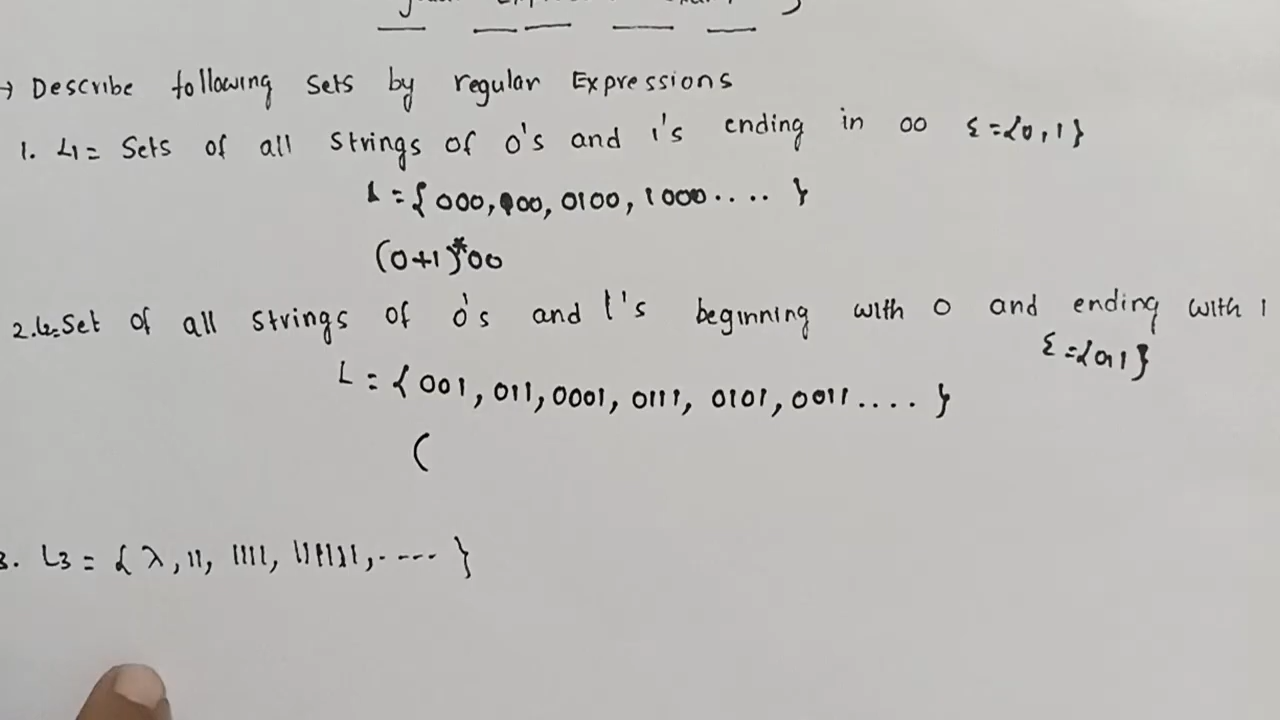 → Describe following sets by regular Expressions
1. L1 = Sets of all strings of 0's and 1's ending in 00 Σ={0,1}
L = {000, 100, 0100, 1000.... }
(0+1)*00
Set of all strings of 0's and 1's beginning with 0 and ending with 1
Σ={0,1}
L = { 001, 011, 0001, 0111, 0101, 0011 .... }
(
3. L3 = { λ, 11, 1111, 111111, .---- }